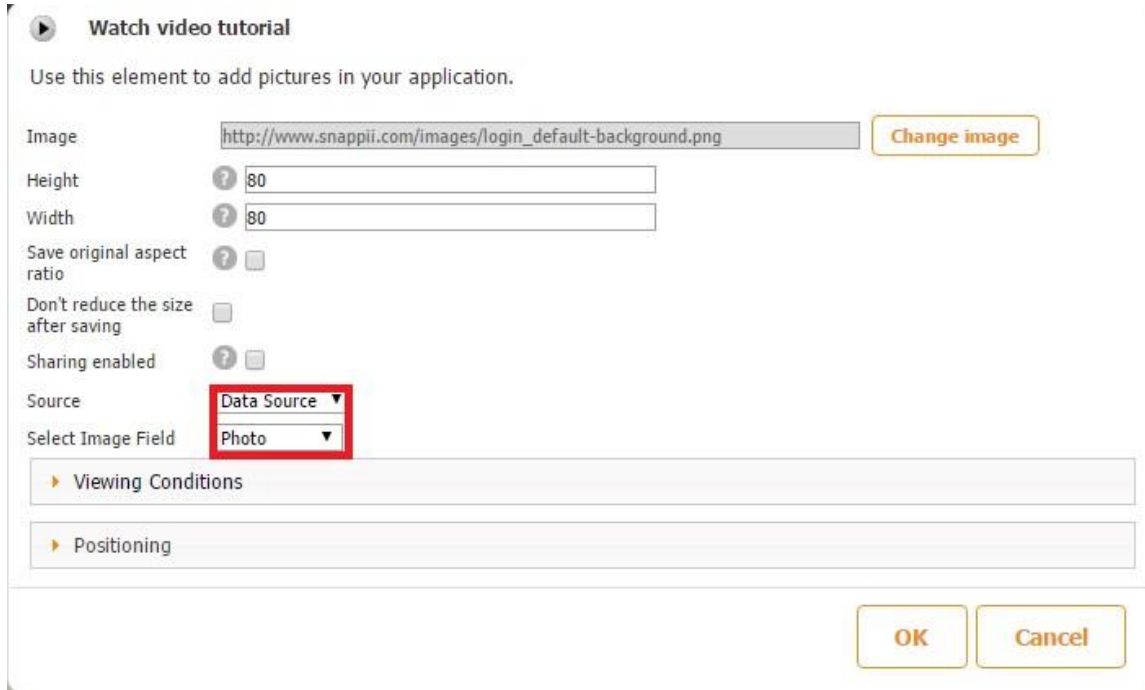 Watch video tutorial
Use this element to add pictures in your application.
Image http://www.snappii.com/images/login_default-background.png Change image
Height ? 80
Width ? 80
Save original aspect
ratio ?
Don't reduce the size
after saving
Sharing enabled ?
Source Data Source
Select Image Field Photo
Viewing Conditions
Positioning
OK Cancel